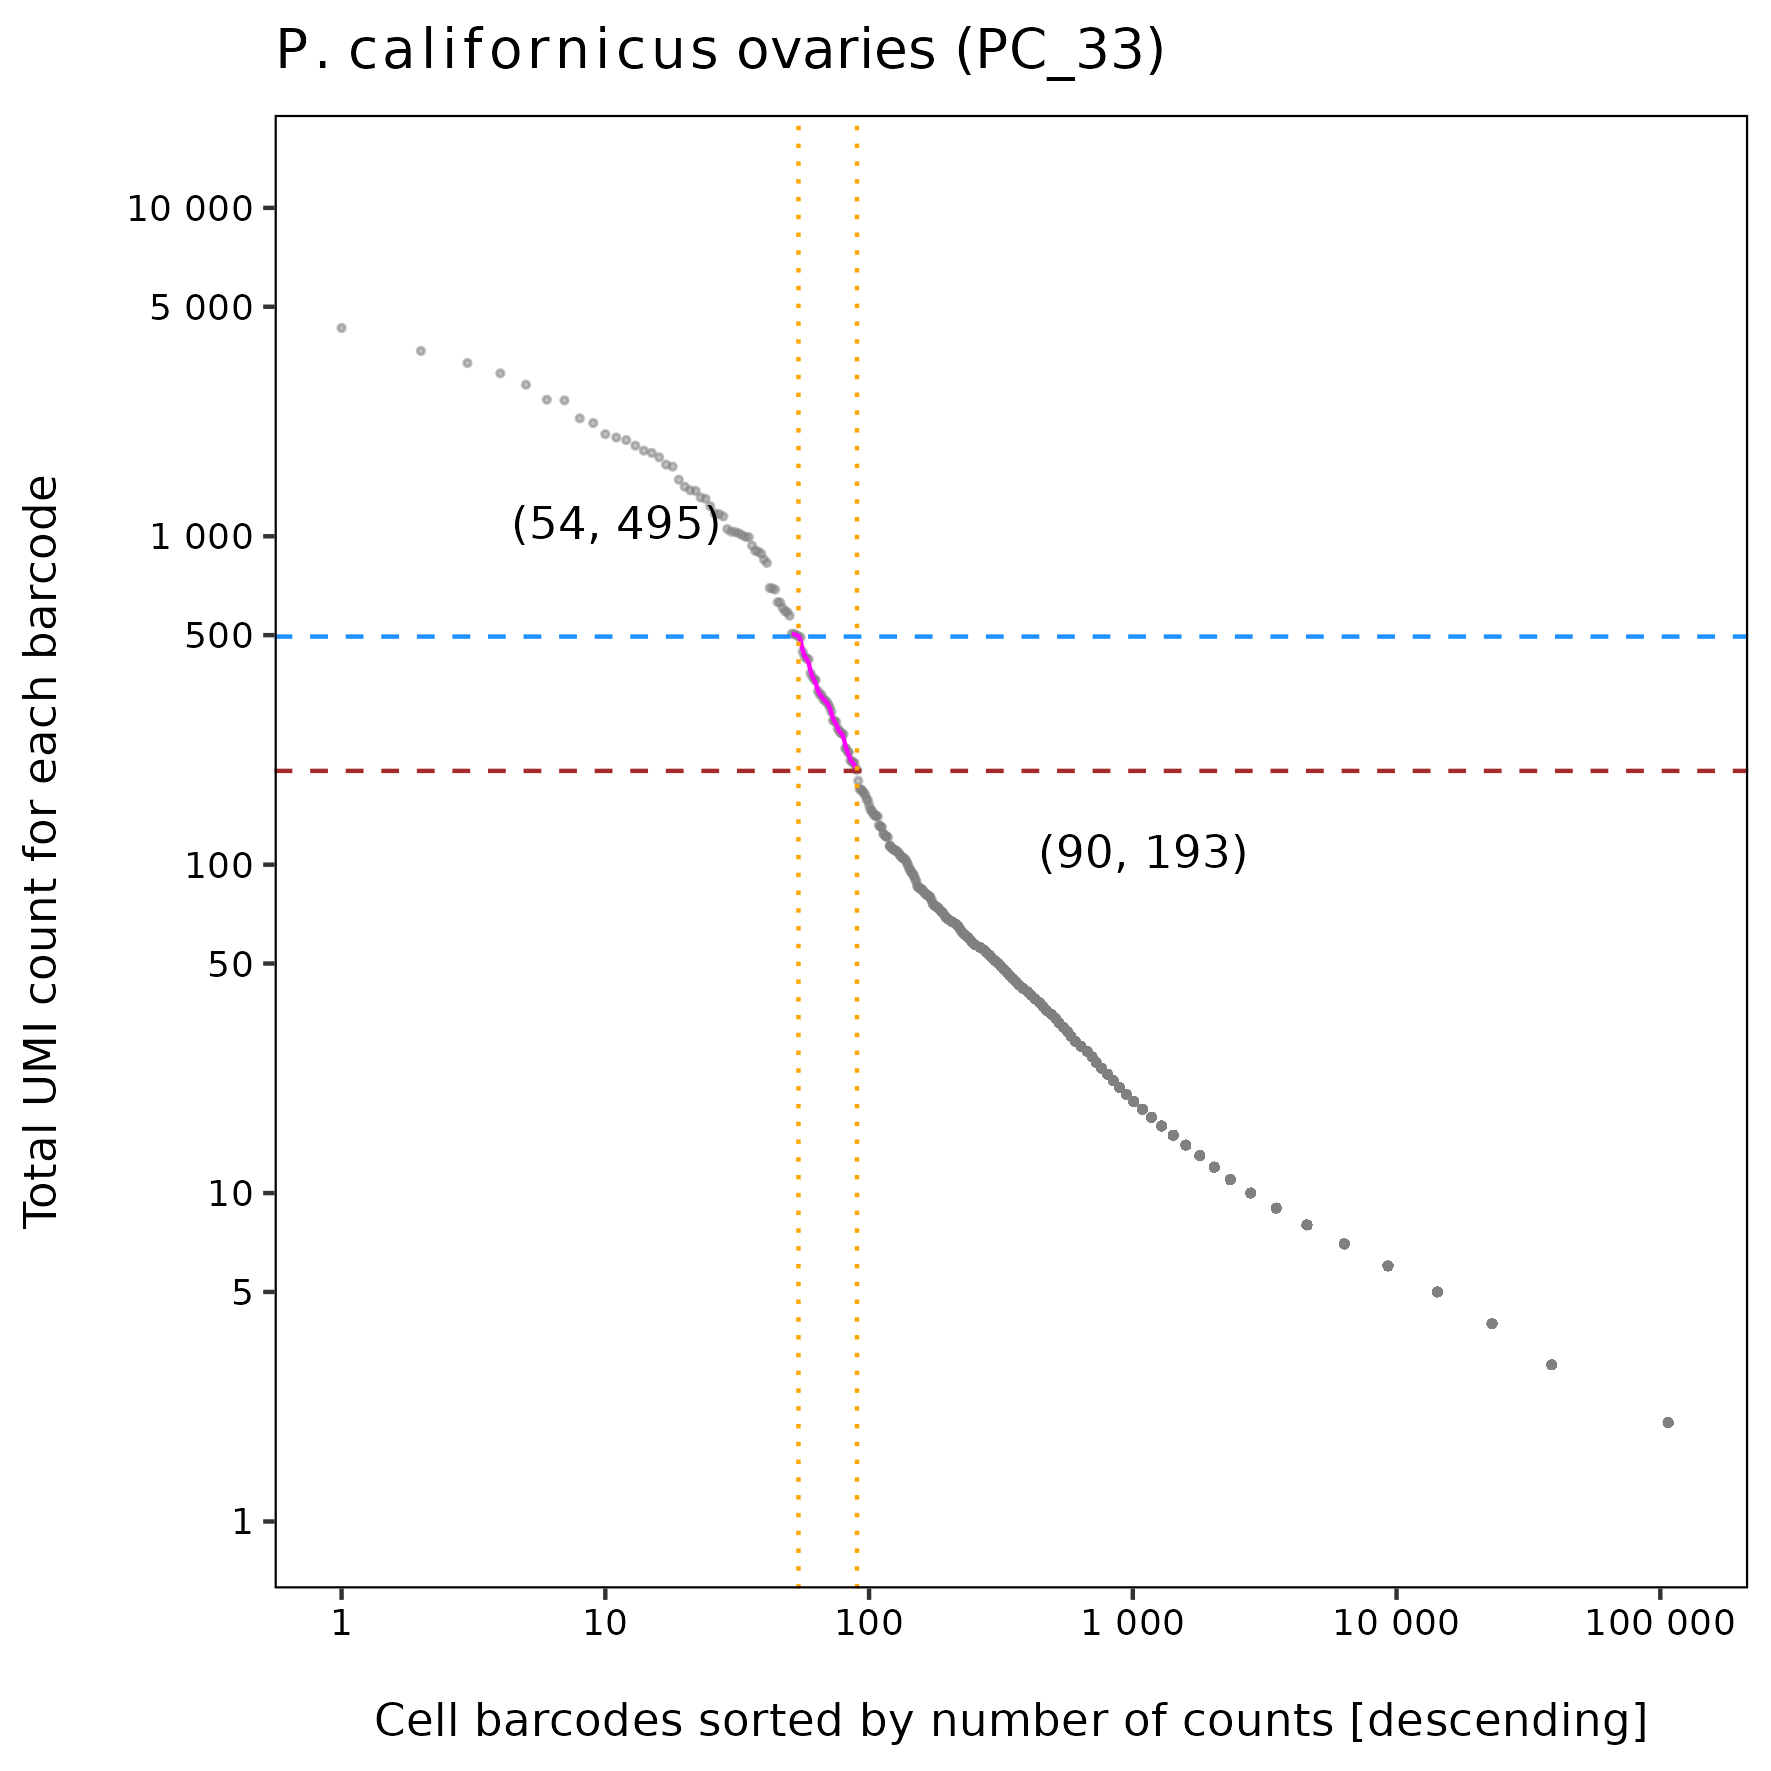 P. californicus ovaries (PC_33)
10 000
5 000
1 000
500
100
50
10
5
1
Total UMI count for each barcode
(54, 495)
(90, 193)
1 10 100 1 000 10 000 100 000
Cell barcodes sorted by number of counts [descending]